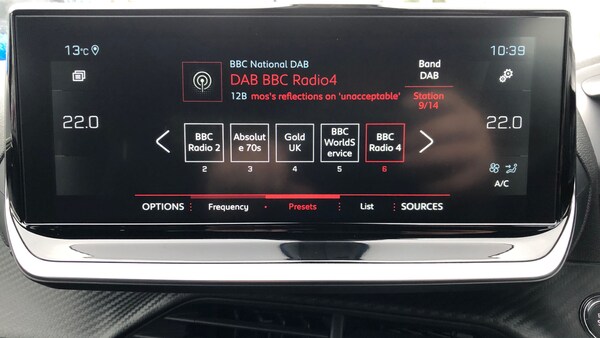 13°C
10:39
BBC National DAB
DAB BBC Radio4
12B mos's reflections on 'unacceptable'
Band
DAB
Station
9/14
22.0
22.0
BBC
Radio 2
2
Absolut
e 70s
3
Gold
UK
4
BBC
WorldS
ervice
5
BBC
Radio 4
6
A/C
OPTIONS
Frequency
Presets
List
SOURCES